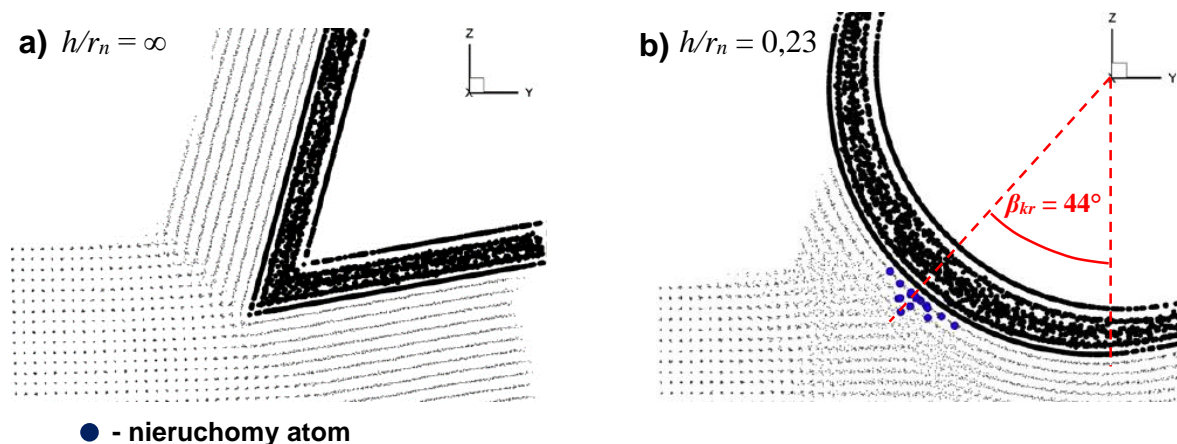 a) h/rₙ = ∞
Z
X
Y
b) h/rₙ = 0,23
Z
X
Y
βkr = 44°
- nieruchomy atom